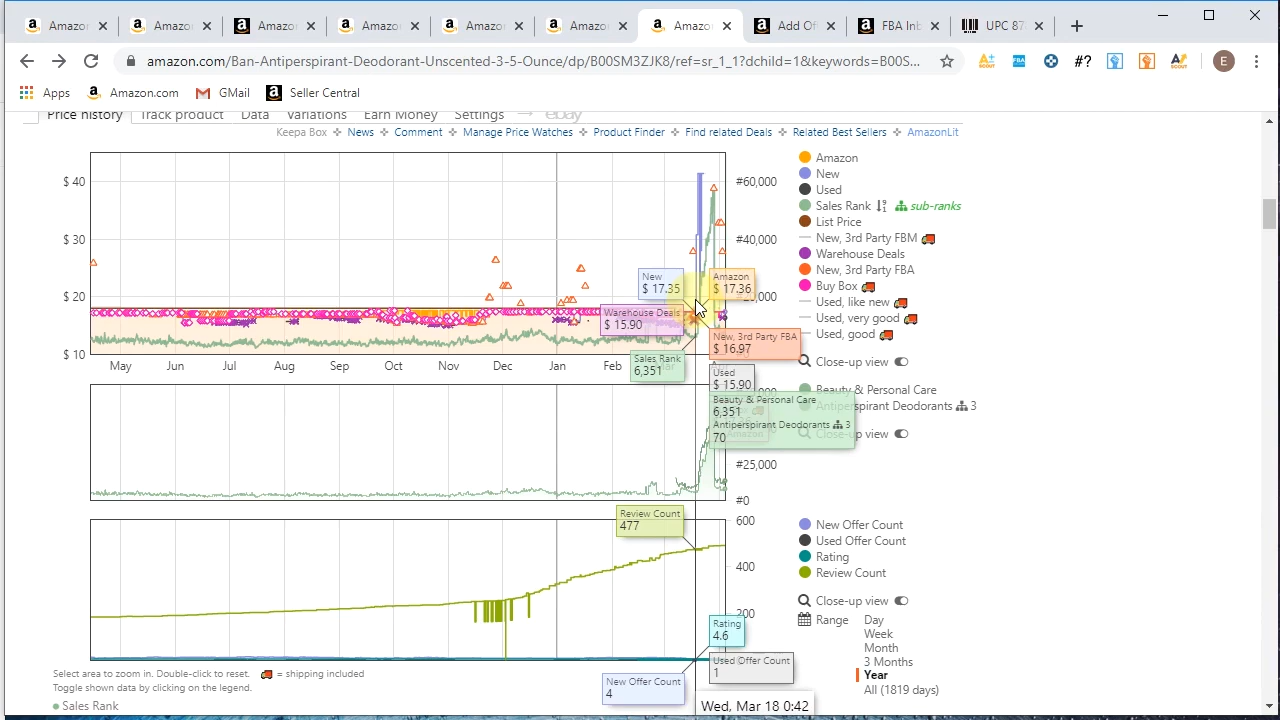 Amazon Amazon Amazon Amazon Amazon Amazon Amazon Add Of FBA Inb UPC 87
amazon.com/Ban-Antiperspirant-Deodorant-Unscented-3-5-Ounce/dp/B00SM3ZJK8/ref=sr_1_1?dchild=1&keywords=B00S... #? E
Apps Amazon.com GMail Seller Central
Price history Track product Data Variations Earn Money Settings ebay
Keepa Box News Comment Manage Price Watches Product Finder Find related Deals Related Best Sellers AmazonLit
Amazon
New
Used
Sales Rank sub-ranks
List Price
New, 3rd Party FBM
Warehouse Deals
New, 3rd Party FBA
Buy Box
Used, like new
Used, very good
Used, good
Close-up view
$ 40 #60,000
$ 30 #40,000
$ 20
$ 10
New
$ 17.35
Amazon
$ 17.36
Warehouse Deals
$ 15.90
New, 3rd Party FBA
$ 16.97
Sales Rank
6,351
Used
$ 15.90
May Jun Jul Aug Sep Oct Nov Dec Jan Feb
Beauty & Personal Care
6,351
Antiperspirant Deodorants 3
70
Beauty & Personal Care
Antiperspirant Deodorants 3
Close-up view
#25,000
#0
Review Count
477
600
400
200
New Offer Count
Used Offer Count
Rating
Review Count
Close-up view
Range Day
Week
Month
3 Months
Year
All (1819 days)
Rating
4.6
Used Offer Count
1
New Offer Count
4
Wed, Mar 18 0:42
Select area to zoom in. Double-click to reset. = shipping included
Toggle shown data by clicking on the legend.
Sales Rank